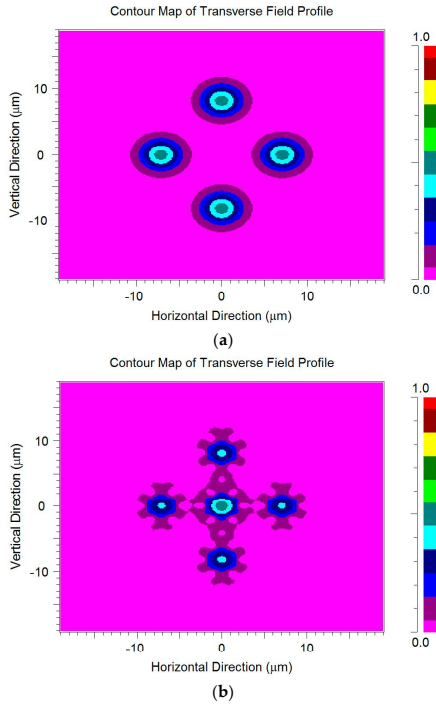 Contour Map of Transverse Field Profile
1.0
10
0
-10
Vertical Direction (μm)
0.0
-10
0
10
Horizontal Direction (μm)
(a)
Contour Map of Transverse Field Profile
1.0
10
0
-10
Vertical Direction (μm)
0.0
-10
0
10
Horizontal Direction (μm)
(b)